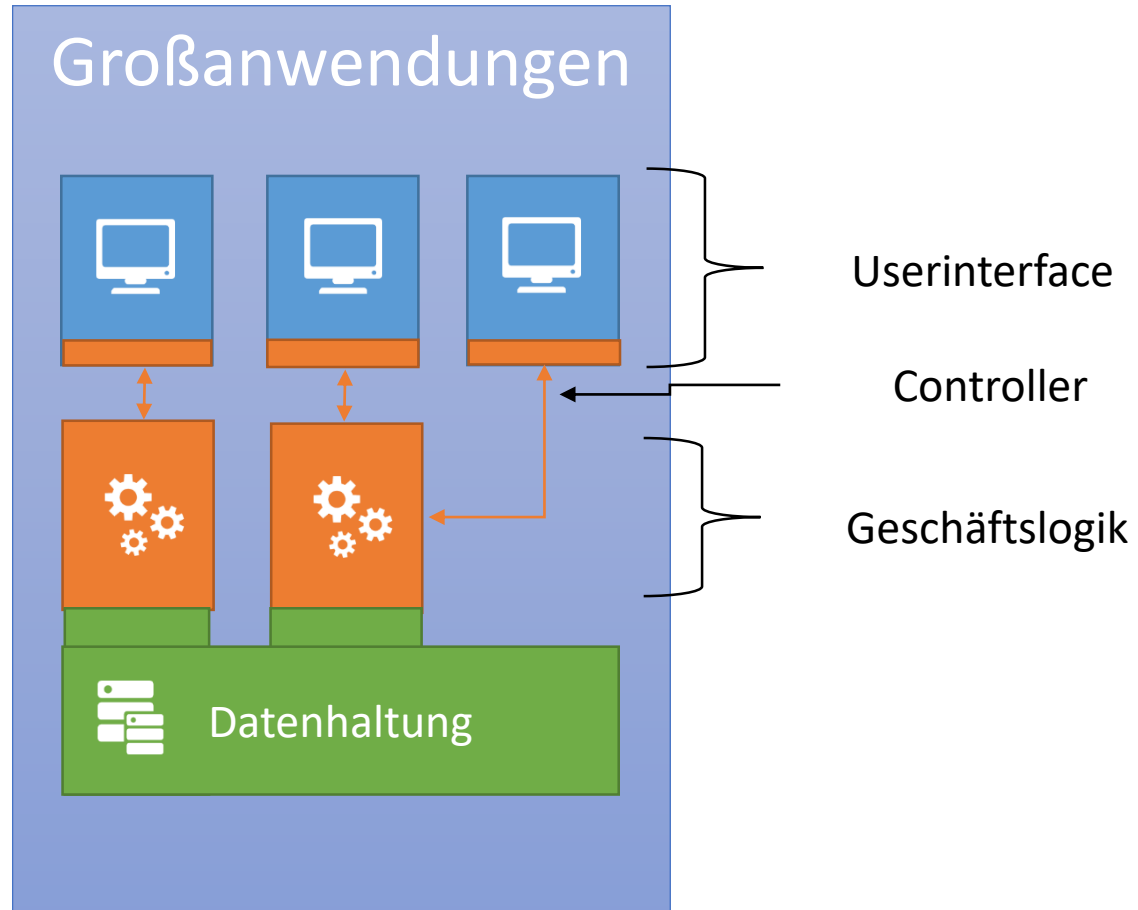 Großanwendungen
Userinterface
Controller
Geschäftslogik
Datenhaltung